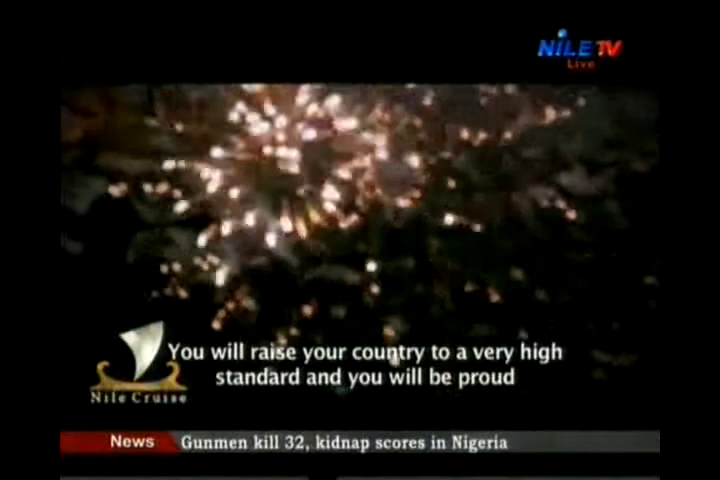 NiLE TV
Live
You will raise your country to a very high
standard and you will be proud
Nile Cruise
News
Gunmen kill 32, kidnap scores in Nigeria